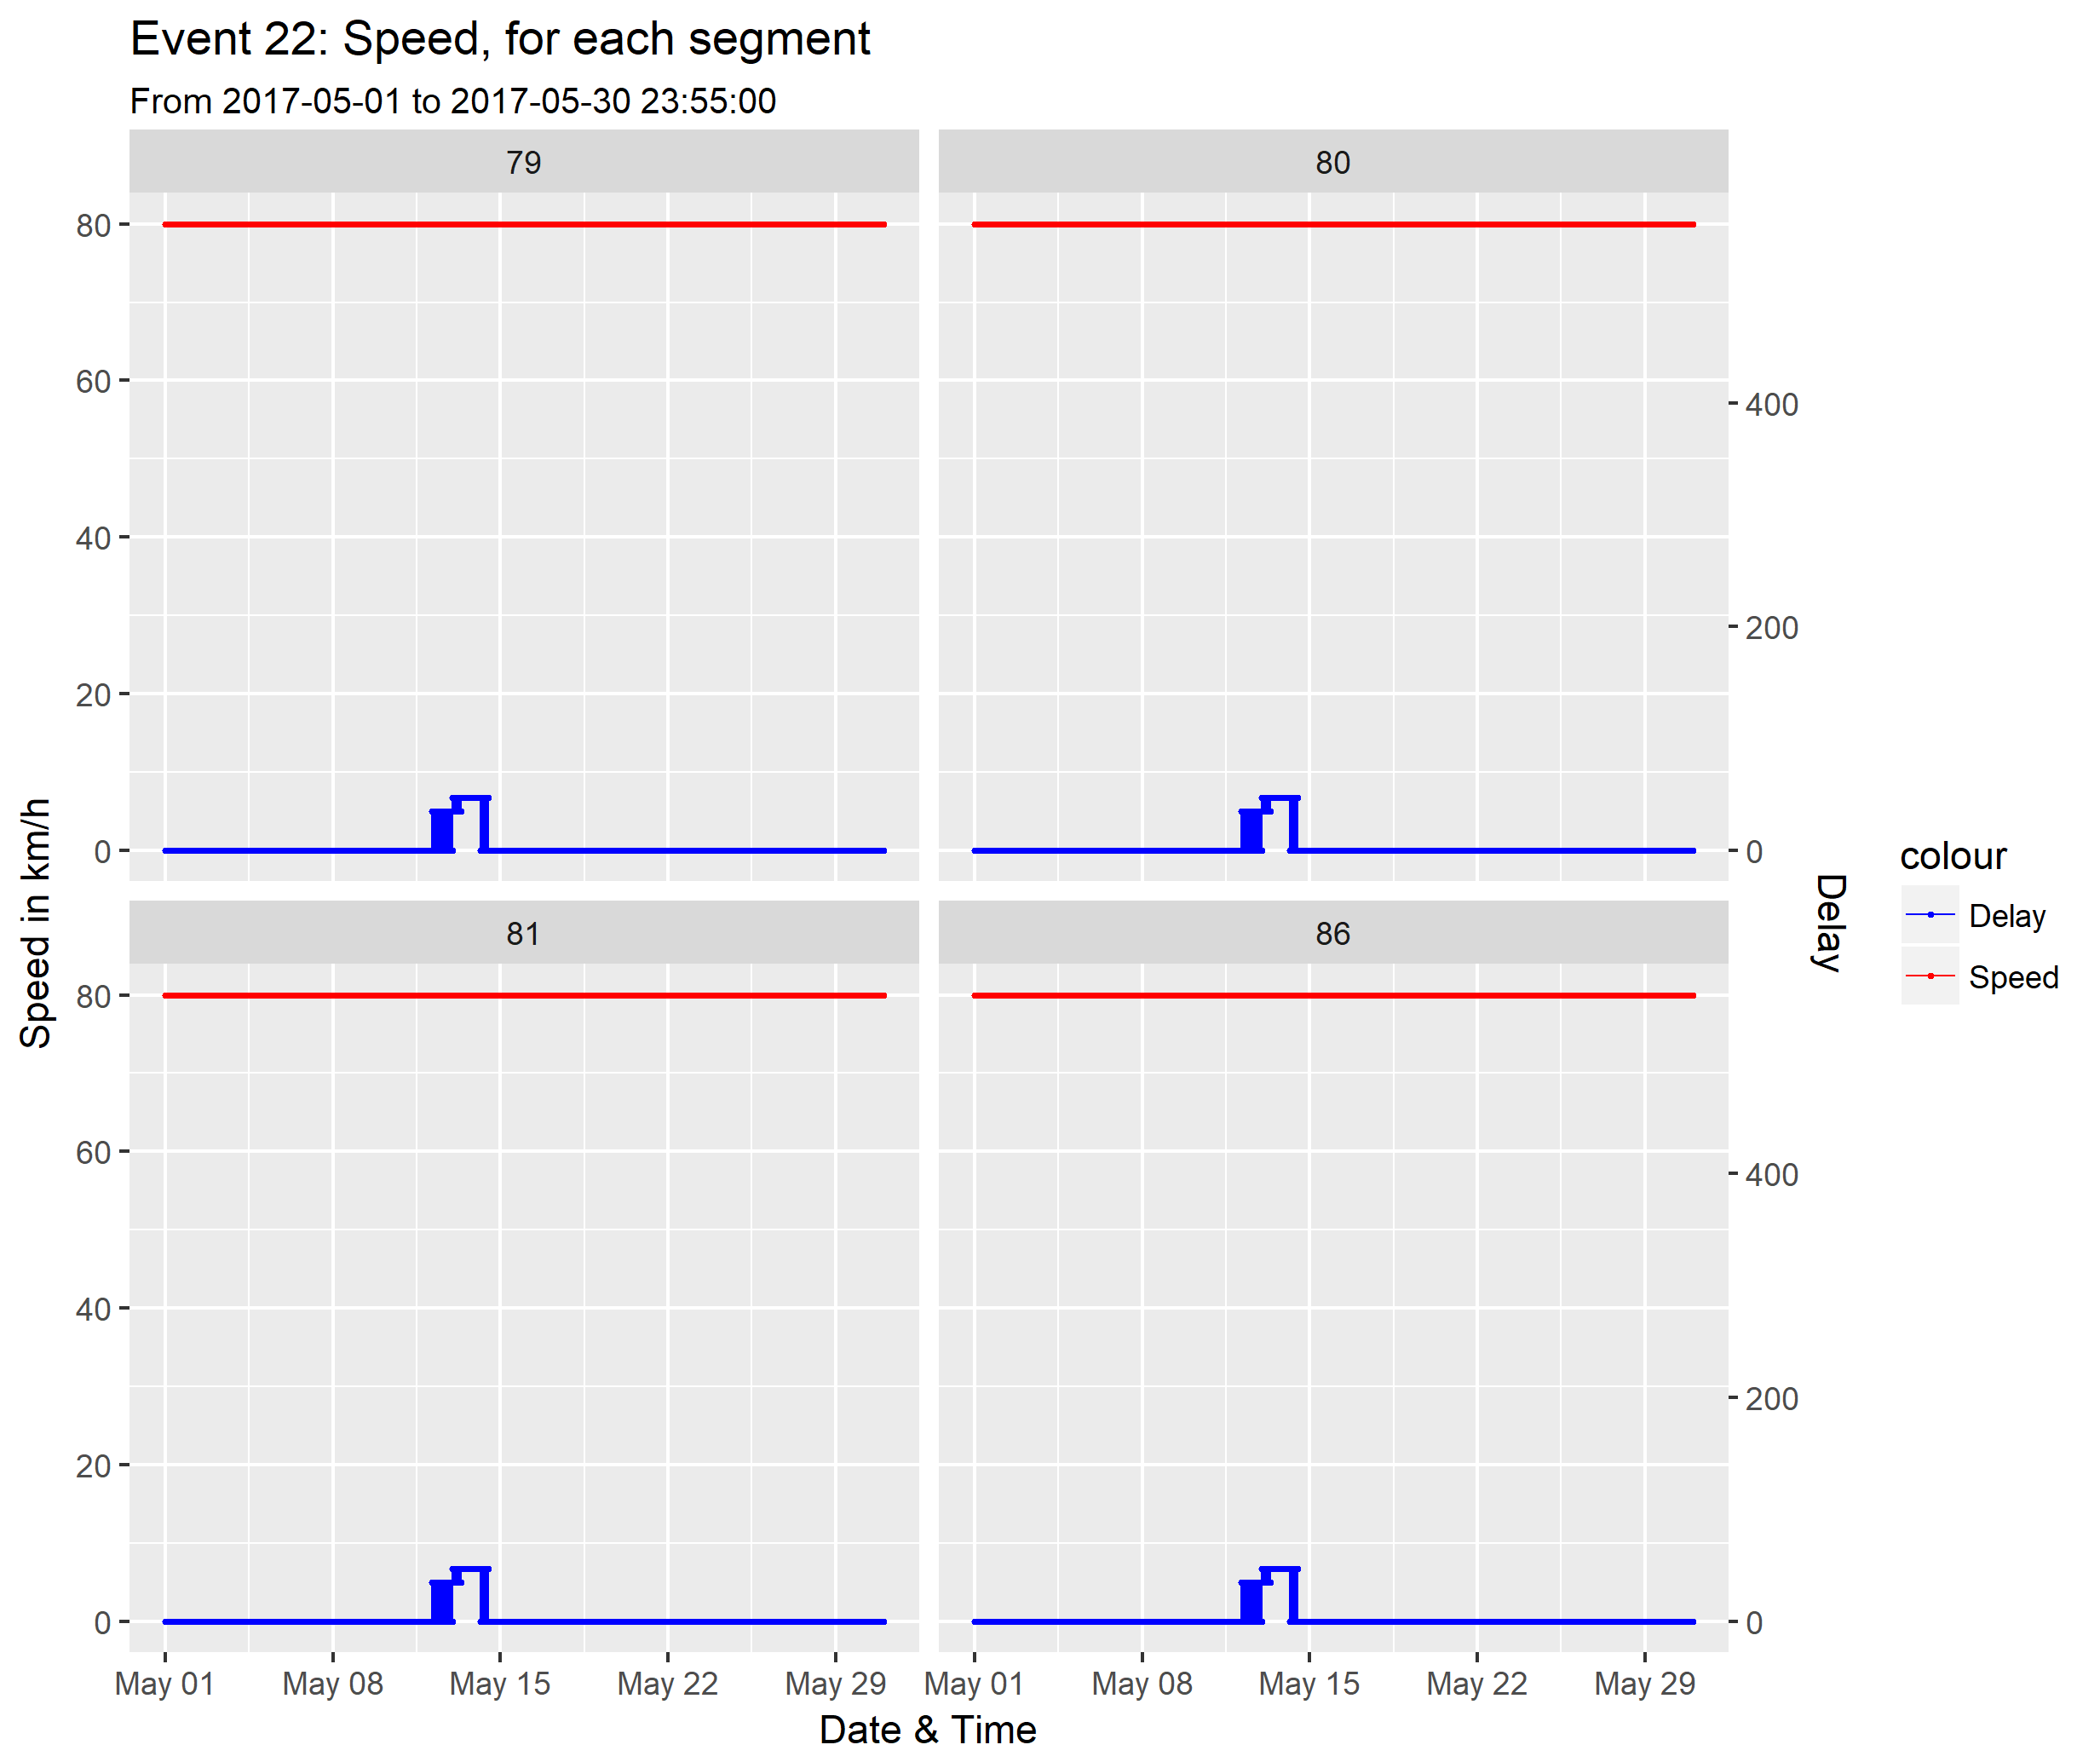 Event 22: Speed, for each segment
From 2017-05-01 to 2017-05-30 23:55:00
79
80
80
60
40
20
0
400
200
0
81
86
80
60
40
20
0
400
200
0
May 01
May 08
May 15
May 22
May 29
May 01
May 08
May 15
May 22
May 29
Date & Time
Speed in km/h
Delay
colour
Delay
Speed